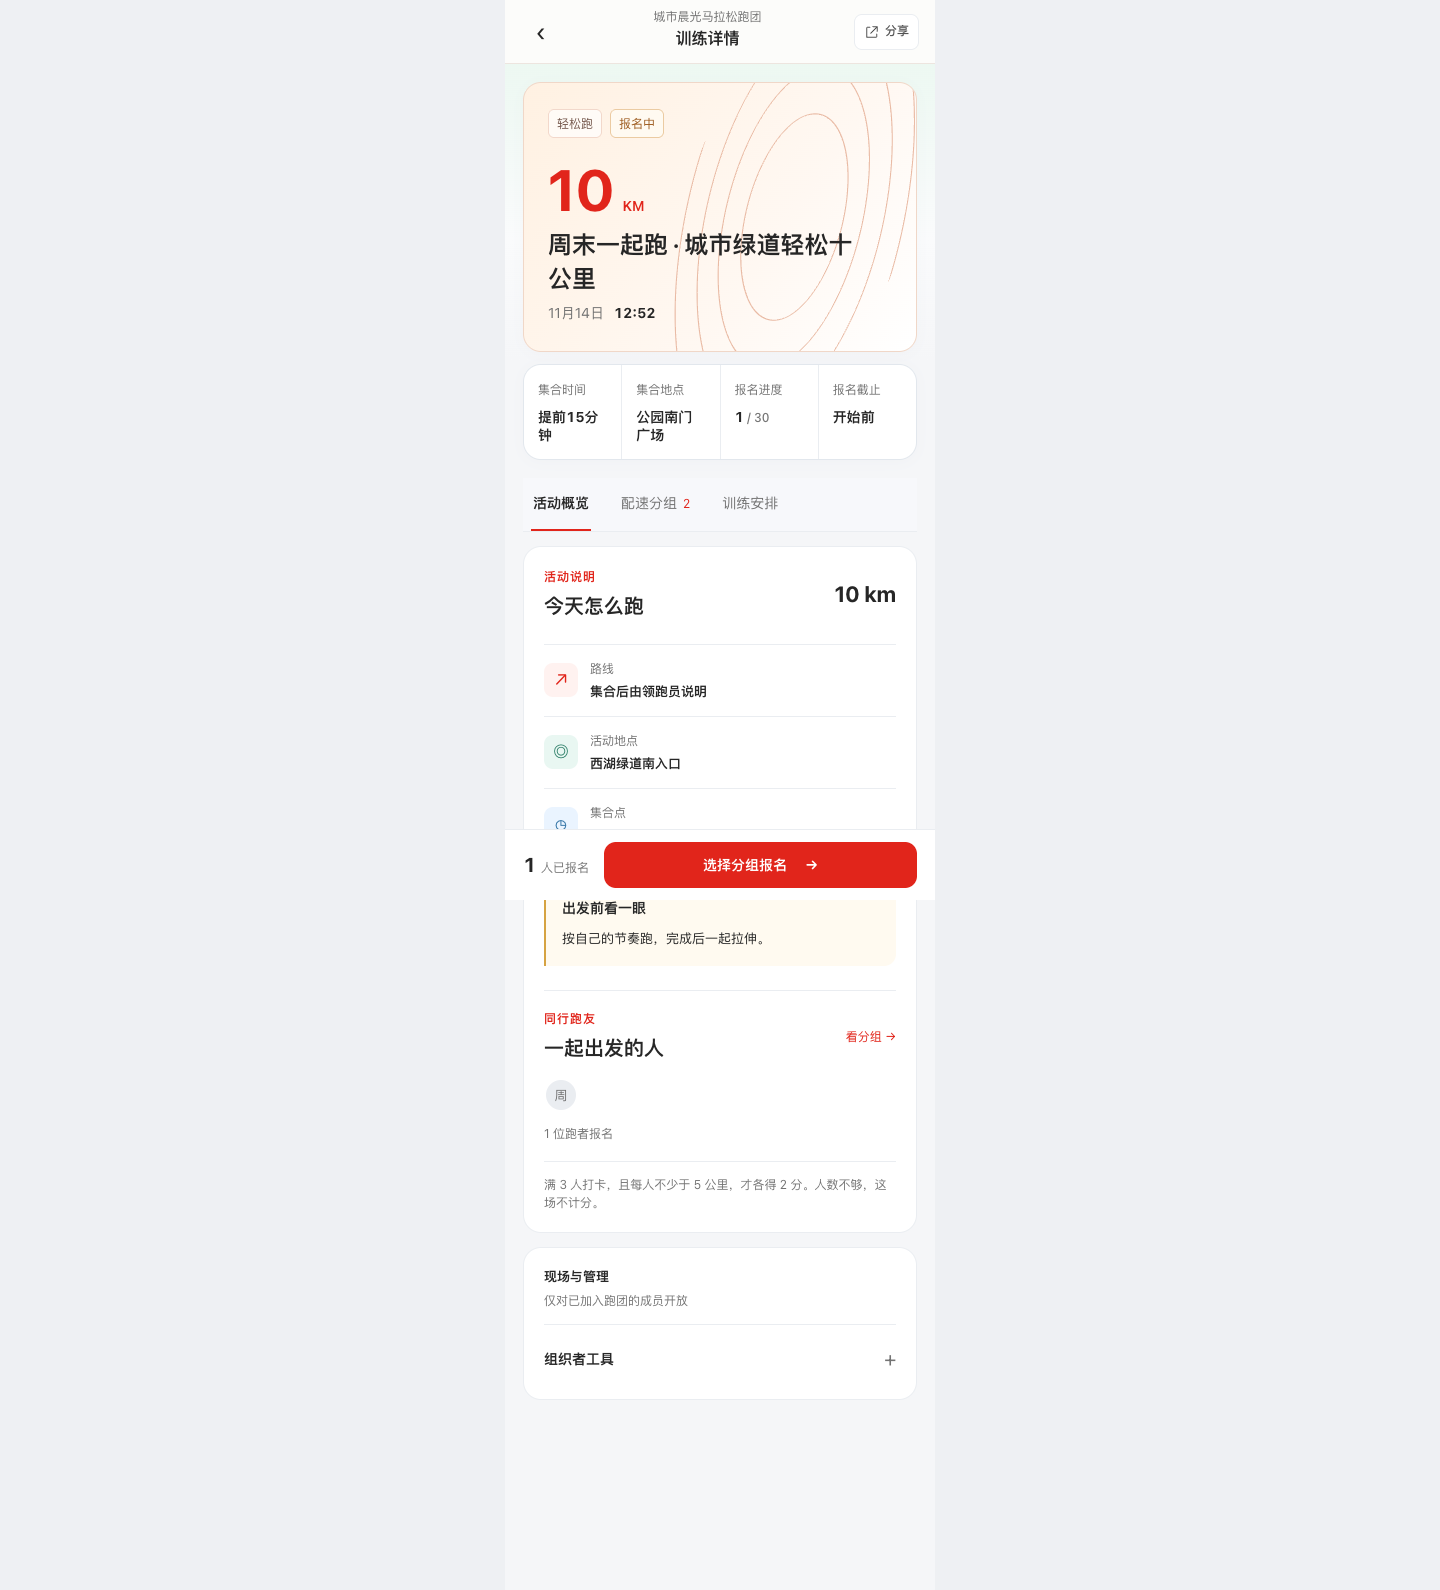 城市晨光马拉松跑团
训练详情
分享
轻松跑
报名中
10 KM
周末一起跑 · 城市绿道轻松十
公里
11月14日 12:52
集合时间
提前15分
钟
集合地点
公园南门
广场
报名进度
1 / 30
报名截止
开始前
活动概览
配速分组 2
训练安排
活动说明
今天怎么跑
10 km
路线
集合后由领跑员说明
活动地点
西湖绿道南入口
集合点
1 人已报名
选择分组报名 →
出发前看一眼
按自己的节奏跑，完成后一起拉伸。
同行跑友
一起出发的人
看分组 →
周
1 位跑者报名
满 3 人打卡，且每人不少于 5 公里，才各得 2 分。人数不够，这
场不计分。
现场与管理
仅对已加入跑团的成员开放
组织者工具
+